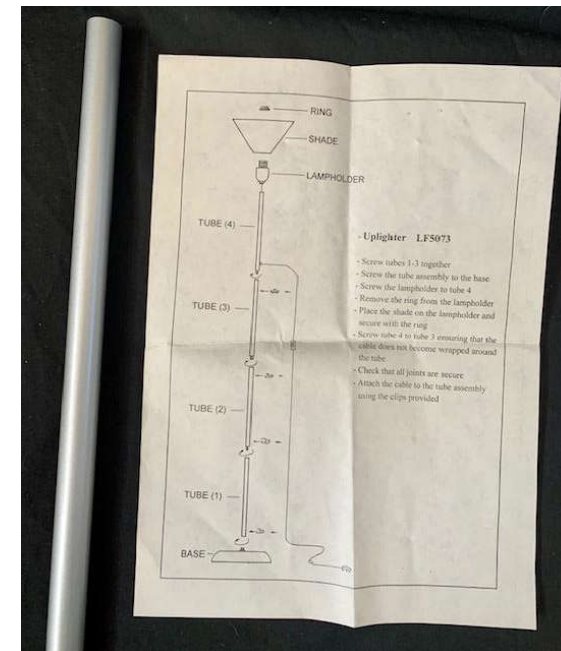 RING
SHADE
LAMPHOLDER
TUBE (4)
TUBE (3)
TUBE (2)
TUBE (1)
BASE
- Uplighter LF5073
- Screw tubes 1-3 together
- Screw the tube assembly to the base
- Screw the lampholder to tube 4
- Remove the ring from the lampholder
- Place the shade on the lampholder and
secure with the ring
- Screw tube 4 to tube 3 ensuring that the
cable does not become wrapped around
the tube
- Check that all joints are secure
- Attach the cable to the tube assembly
using the clips provided